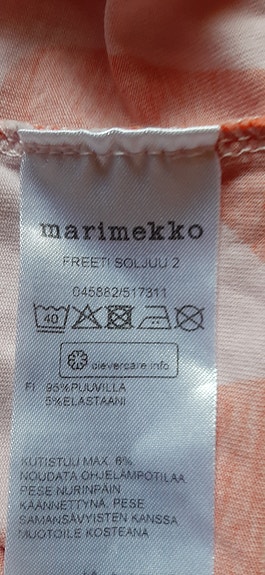 marimekko
FREETI SOLJUU 2
045882/517311
40
clevercare.info
FI 95%PUUVILLA
5%ELASTAANI
KUTISTUU MAX. 6%
NOUDATA OHJELÄMPÖTILAA
PESE NURINPÄIN
KÄÄNNETTYNÄ, PESE
SAMANSÄVYISTEN KANSSA
MUOTOILE KOSTEANA